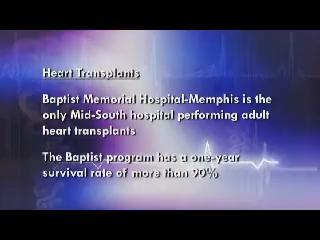 Heart Transplants
Baptist Memorial Hospital-Memphis is the
only Mid-South hospital performing adult
heart transplants
The Baptist program has a one-year
survival rate of more than 90%